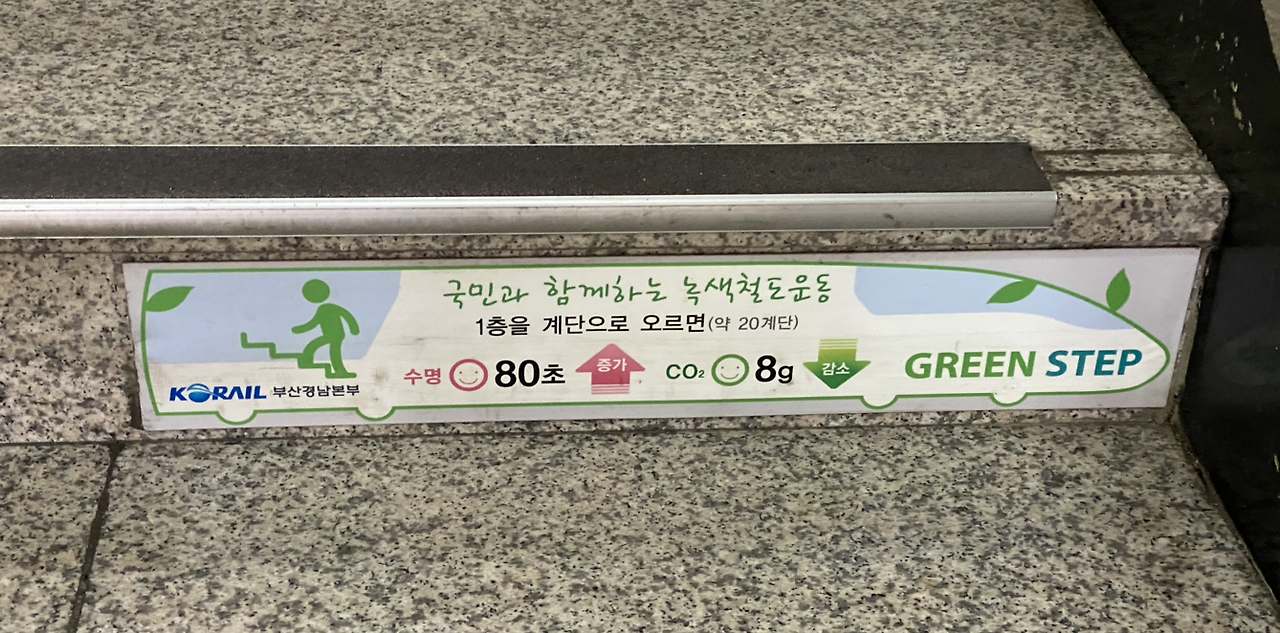 국민과 함께하는 녹색철도운동
1층을 계단으로 오르면(약 20계단)
수명 80초 증가 CO₂ 8g 감소
GREEN STEP
KORAIL 부산경남본부